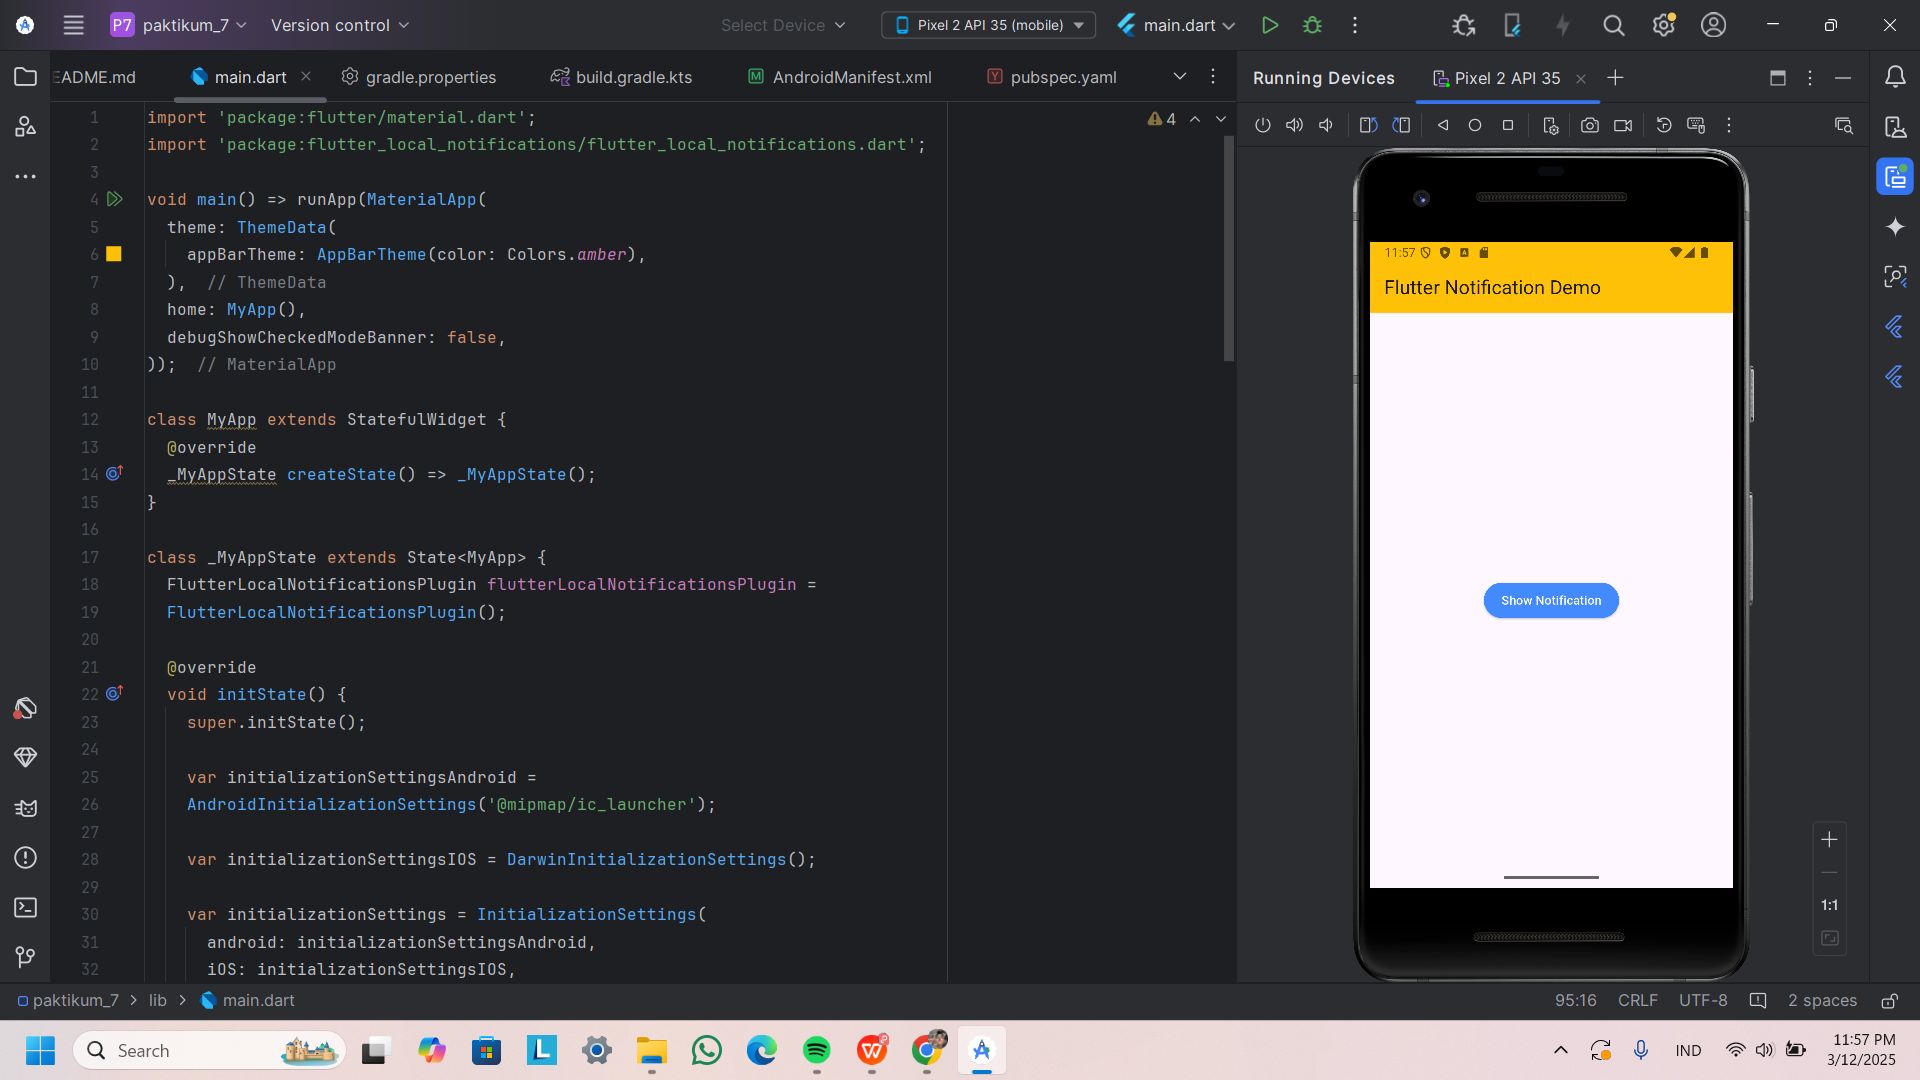 P7 paktikum_7 Version control Select Device Pixel 2 API 35 (mobile) main.dart
EADME.md main.dart gradle.properties build.gradle.kts AndroidManifest.xml pubspec.yaml
Running Devices Pixel 2 API 35
4
1 import 'package:flutter/material.dart';
2 import 'package:flutter_local_notifications/flutter_local_notifications.dart';
3
4 void main() => runApp(MaterialApp(
5 theme: ThemeData(
6 appBarTheme: AppBarTheme(color: Colors.amber),
7 ), // ThemeData
8 home: MyApp(),
9 debugShowCheckedModeBanner: false,
10 )); // MaterialApp
11
12 class MyApp extends StatefulWidget {
13 @override
14 _MyAppState createState() => _MyAppState();
15 }
16
17 class _MyAppState extends State<MyApp> {
18 FlutterLocalNotificationsPlugin flutterLocalNotificationsPlugin =
19 FlutterLocalNotificationsPlugin();
20
21 @override
22 void initState() {
23 super.initState();
24
25 var initializationSettingsAndroid =
26 AndroidInitializationSettings('@mipmap/ic_launcher');
27
28 var initializationSettingsIOS = DarwinInitializationSettings();
29
30 var initializationSettings = InitializationSettings(
31 android: initializationSettingsAndroid,
32 iOS: initializationSettingsIOS,
11:57
Flutter Notification Demo
Show Notification
1:1
paktikum_7 > lib > main.dart
95:16 CRLF UTF-8 2 spaces
Search
IND
11:57 PM
3/12/2025